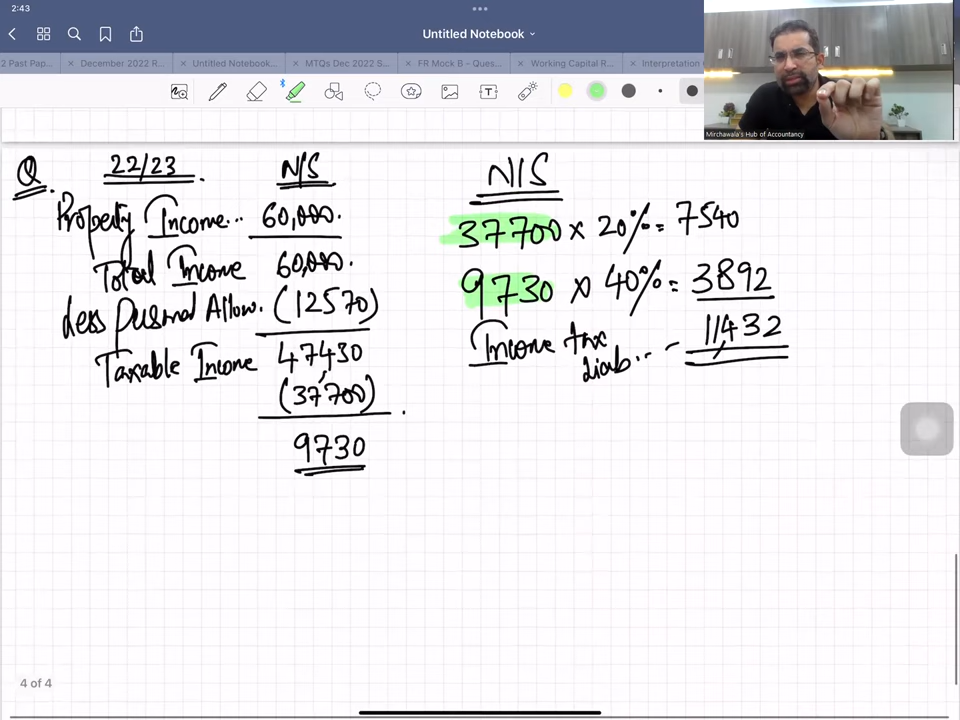 2:43
Untitled Notebook
2 Past Pap...
December 2022 R...
Untitled Notebook...
MTQs Dec 2022 S...
FR Mock B - Ques...
Working Capital R...
Interpretation
Mirchawala's Hub of Accountancy
Q. 22/23. N/S
Property Income... 60,000.
Total Income 60,000.
Less Personal Allow. (12570)
Taxable Income 47,430
(37700)
9730
N/S
37700 x 20% = 7540
9730 x 40% = 3892
Income tax liab... - 11,432
4 of 4